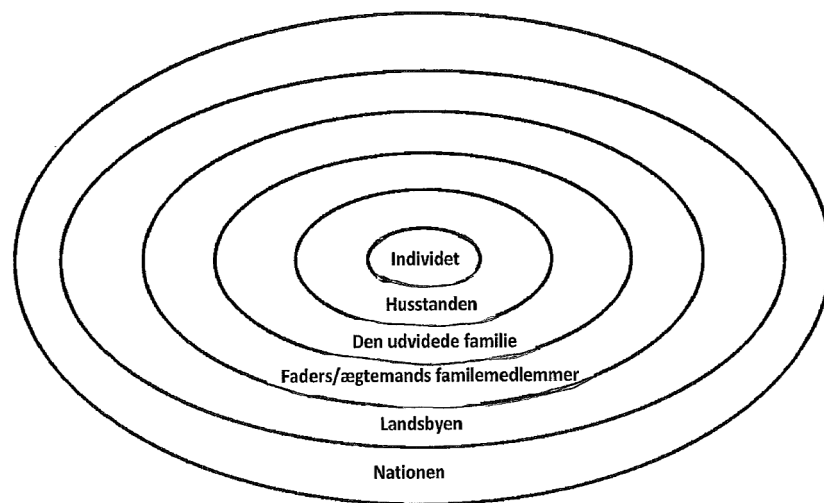 Individet
Husstanden
Den udvidede familie
Faders/ægtemands familemedlemmer
Landsbyen
Nationen